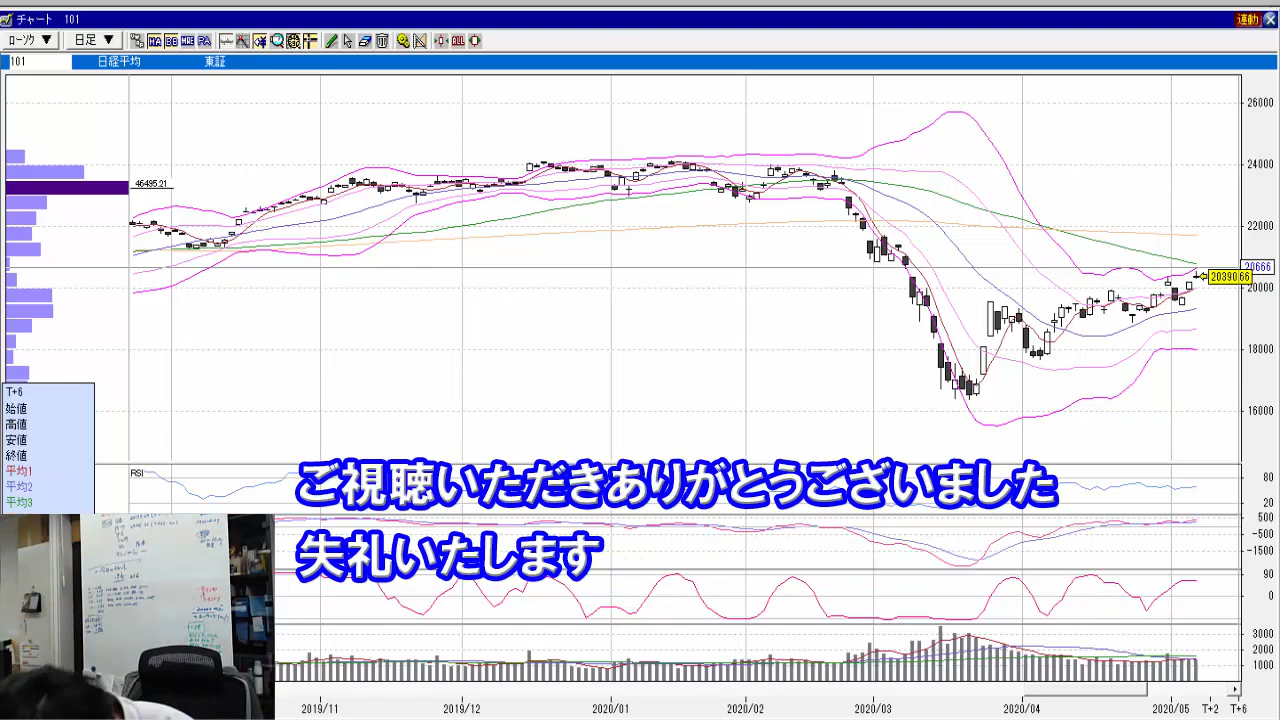 チャート 101
連動
ローソク ▼ 日足 ▼ MA BB
ALL
101 日経平均 東証
26000
24000
46495.21
22000
20666
20390.66
20000
18000
16000
T+6
始値
高値
安値
終値
平均1
平均2
平均3
RSI
80
20
ご視聴いただきありがとうございました
失礼いたします
500
-500
-1500
90
0
3000
2000
1000
2019/11 2019/12 2020/01 2020/02 2020/03 2020/04 2020/05 T+2 T+6